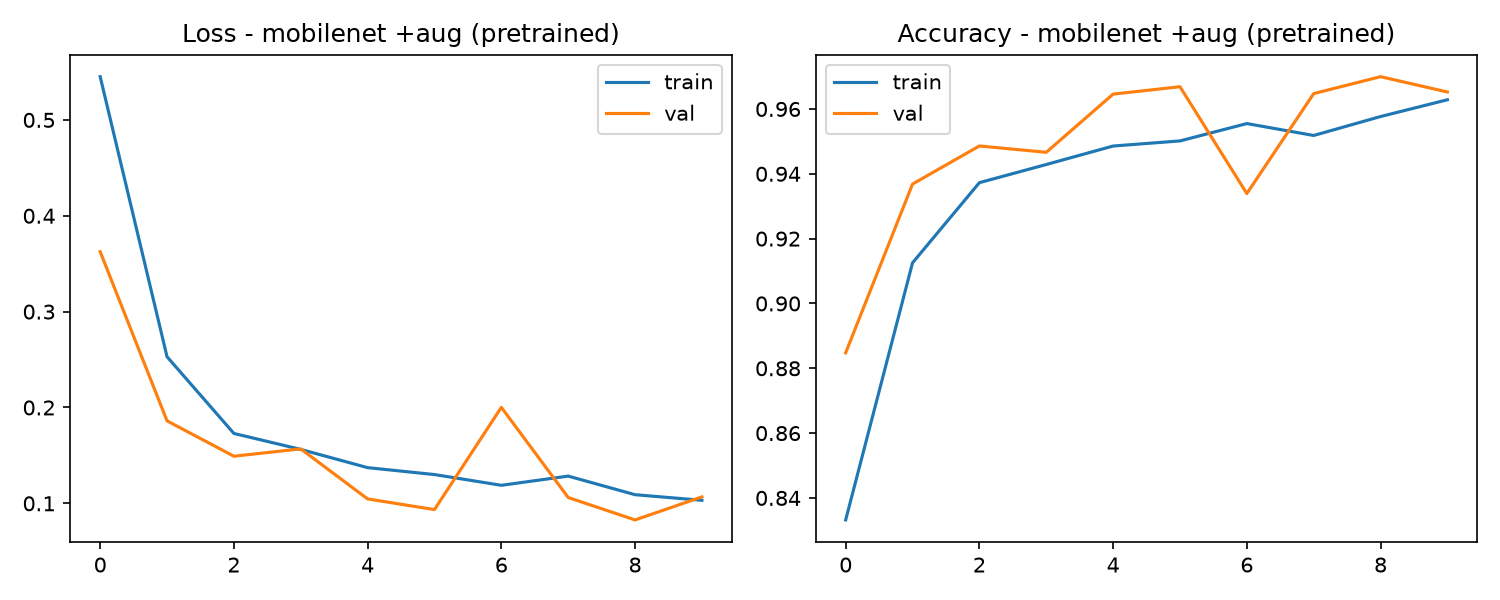 Loss - mobilenet +aug (pretrained)
train
val
0.5
0.4
0.3
0.2
0.1
0 2 4 6 8
Accuracy - mobilenet +aug (pretrained)
train
val
0.96
0.94
0.92
0.90
0.88
0.86
0.84
0 2 4 6 8